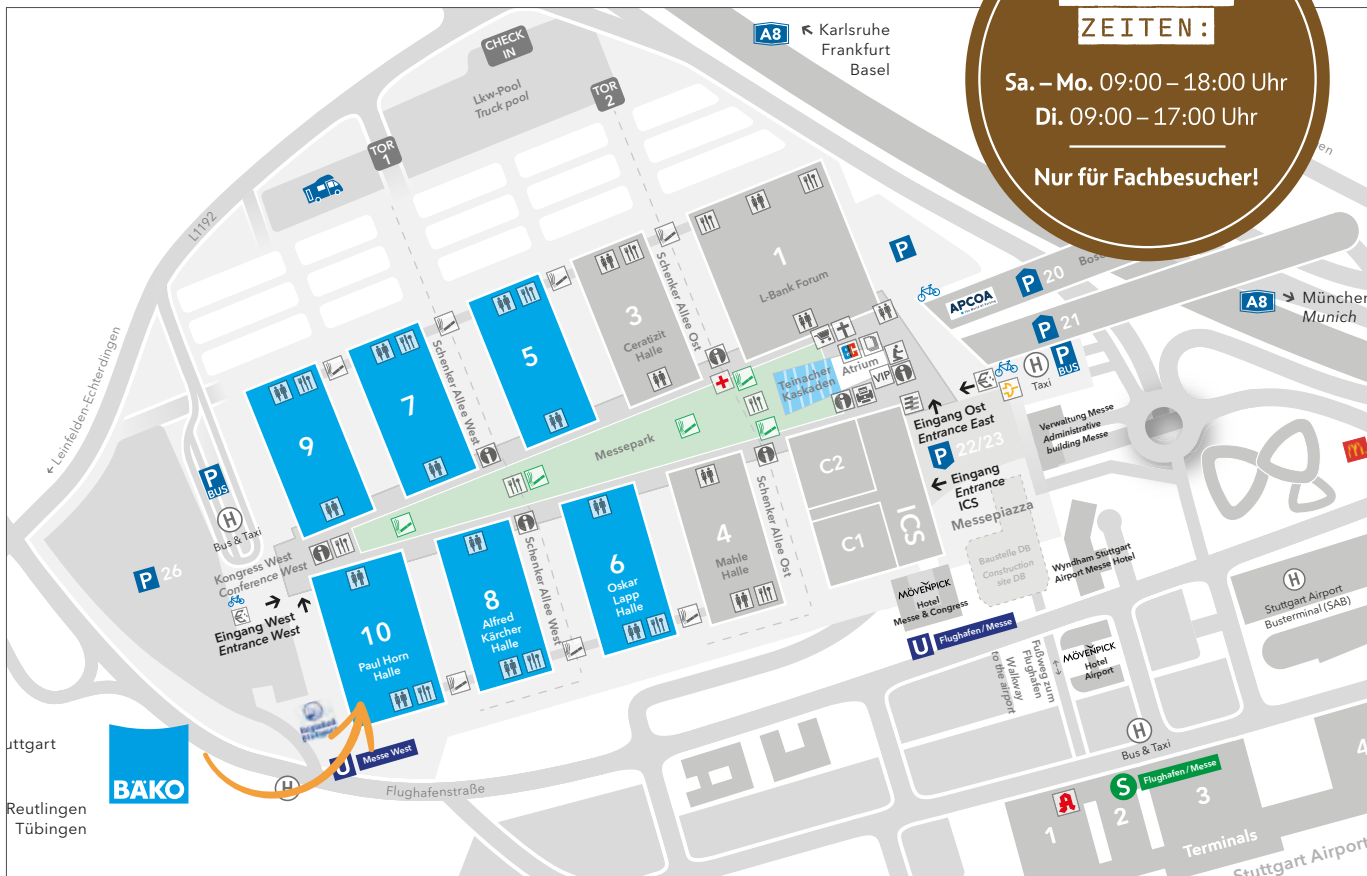 ZEITEN:
Sa. – Mo. 09:00 – 18:00 Uhr
Di. 09:00 – 17:00 Uhr
Nur für Fachbesucher!
A8
↖ Karlsruhe
Frankfurt
Basel
CHECK
IN
Lkw-Pool
Truck pool
TOR
2
TOR
1
L1192
← Leinfelden-Echterdingen
1
L-Bank Forum
Schenker Allee Ost
3
Ceratizit
Halle
5
Schenker Allee West
7
9
P
P 20
APCOA
P 21
A8
München
Munich
H
Taxi
P
BUS
Teinacher
Kaskaden
Atrium
VIP
Eingang Ost
Entrance East
P 22/23
Eingang
Entrance
ICS
Messepiazza
Verwaltung Messe
Administrative
building Messe
Messepark
P
BUS
H
Bus & Taxi
P 26
Kongress West
Conference West
Eingang West
Entrance West
10
Paul Horn
Halle
8
Alfred
Kärcher
Halle
Schenker Allee West
6
Oskar
Lapp
Halle
4
Mahle
Halle
Schenker Allee Ost
C2
C1
ICS
Baustelle DB
Construction
site DB
Wyndham Stuttgart
Airport Messe Hotel
MÖVENPICK
Hotel
Messe & Congress
U Flughafen / Messe
Fußweg zum
Flughafen
Walkway
to the airport
MÖVENPICK
Hotel
Airport
H
Stuttgart Airport
Busterminal (SAB)
H
Bus & Taxi
S Flughafen / Messe
1
2
3
4
Terminals
Stuttgart Airport
U Messe West
H
Flughafenstraße
BÄKO
uttgart
Reutlingen
Tübingen